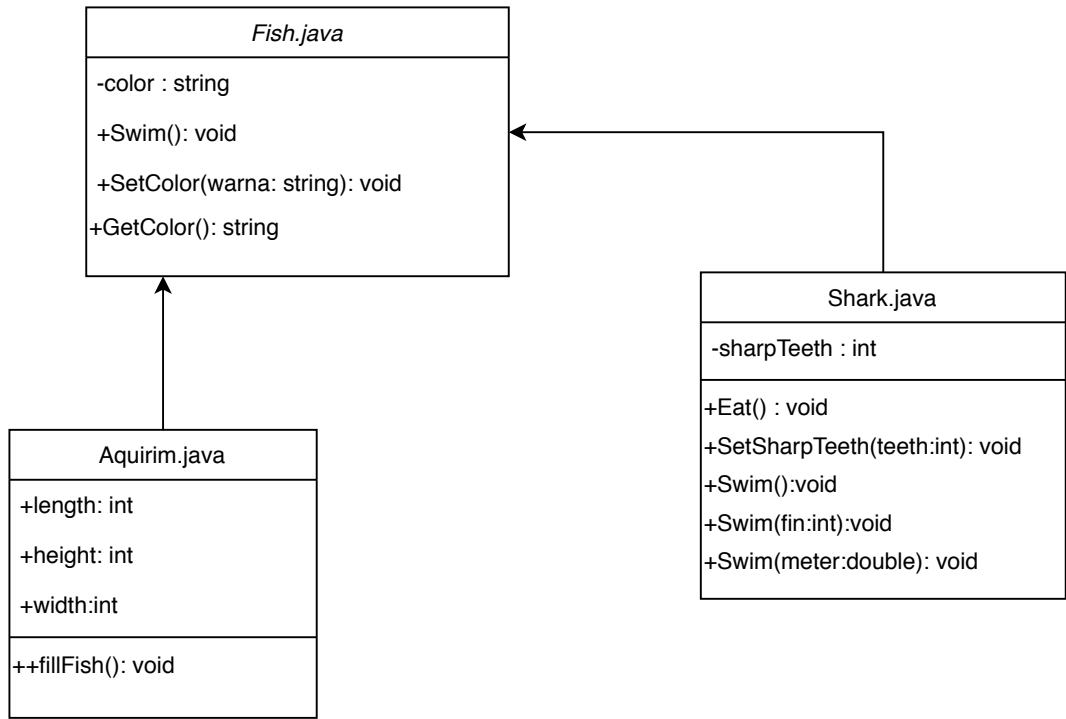 Fish.java
-color : string
+Swim(): void
+SetColor(warna: string): void
+GetColor(): string
Shark.java
-sharpTeeth : int
+Eat() : void
+SetSharpTeeth(teeth:int): void
+Swim():void
+Swim(fin:int):void
+Swim(meter:double): void
Aquirim.java
+length: int
+height: int
+width:int
++fillFish(): void